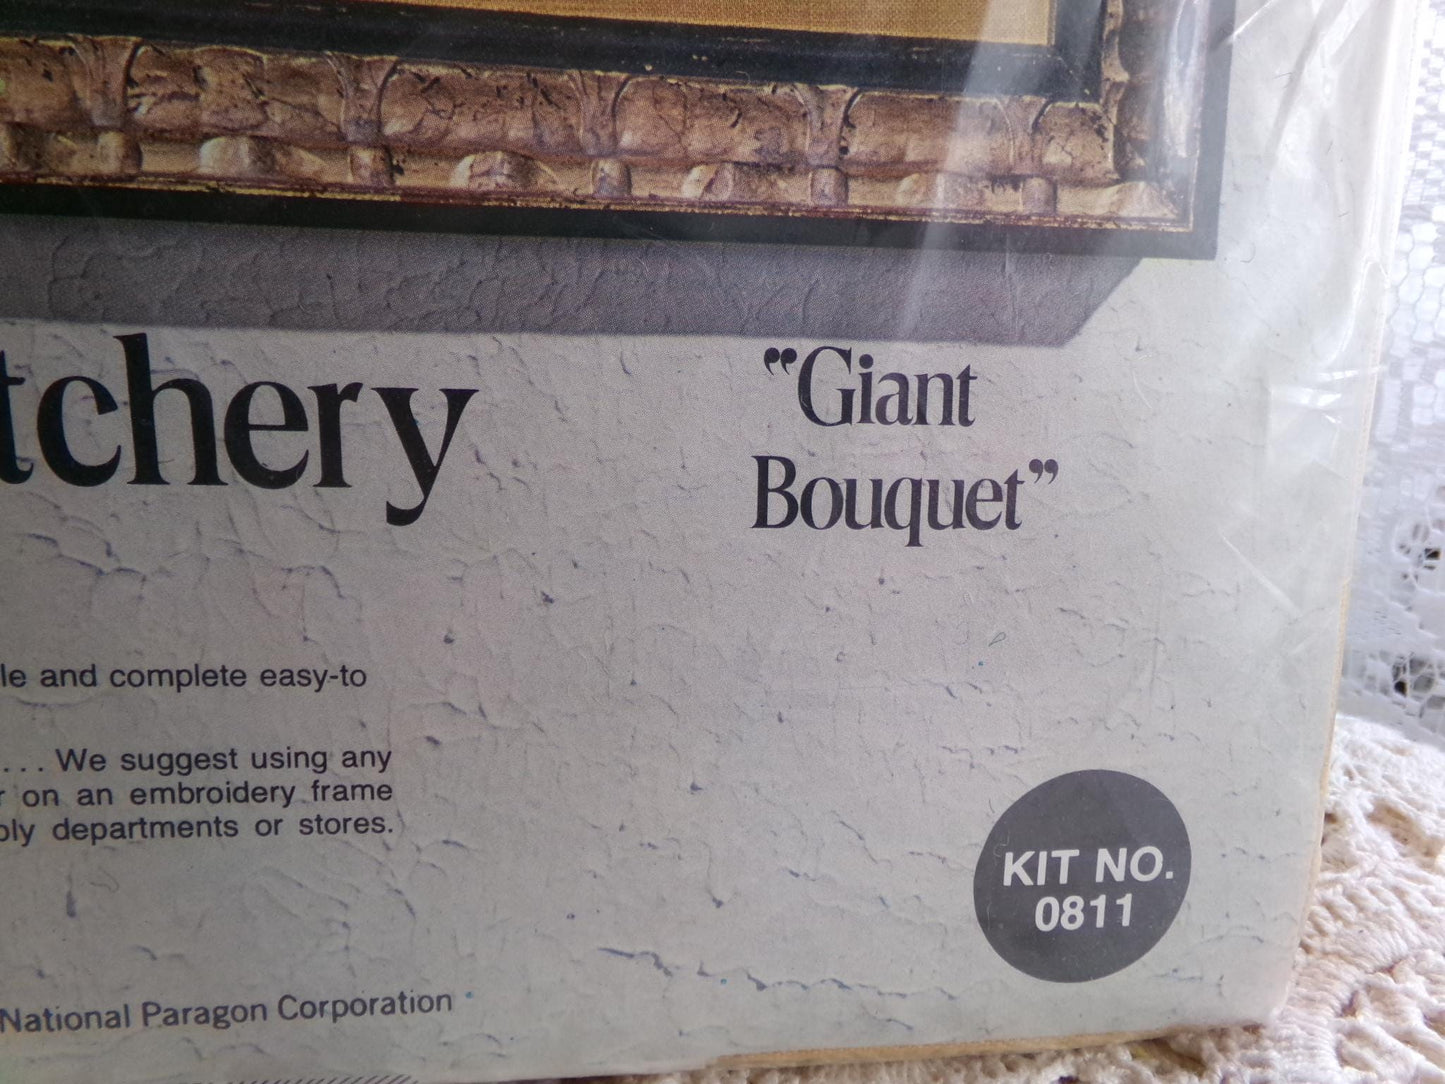 tchery
”Giant
Bouquet”
le and complete easy-to
... We suggest using any
r on an embroidery frame
ply departments or stores.
KIT NO.
0811
National Paragon Corporation